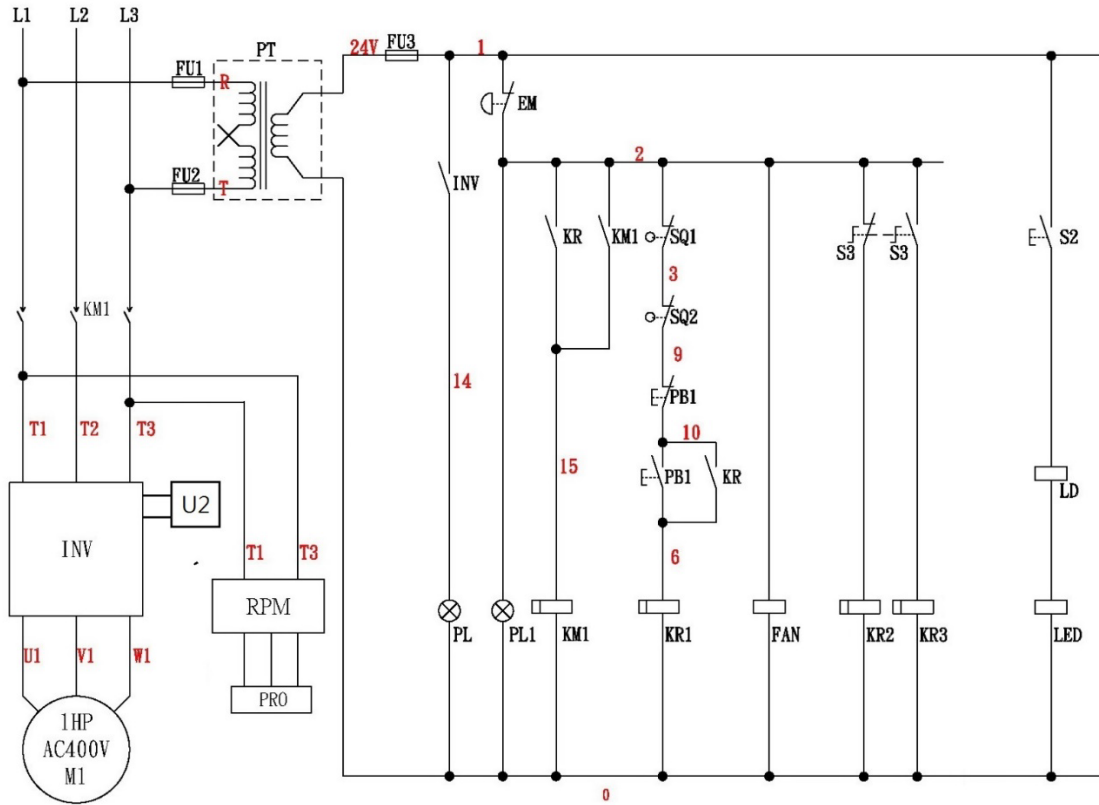 L1 L2 L3
24V FU3 1
PT
FU1 R
EM
2
FU2 T
INV
KR KM1 SQ1 S3 S3 S2
3
KM1
SQ2
9
14
PB1
T1 T2 T3
10
15
PB1 KR
LD
U2
INV
T1 T3
6
RPM
PL PL1 KM1 KR1 FAN KR2 KR3 LED
U1 V1 W1
PRO
1HP
AC400V
M1
0